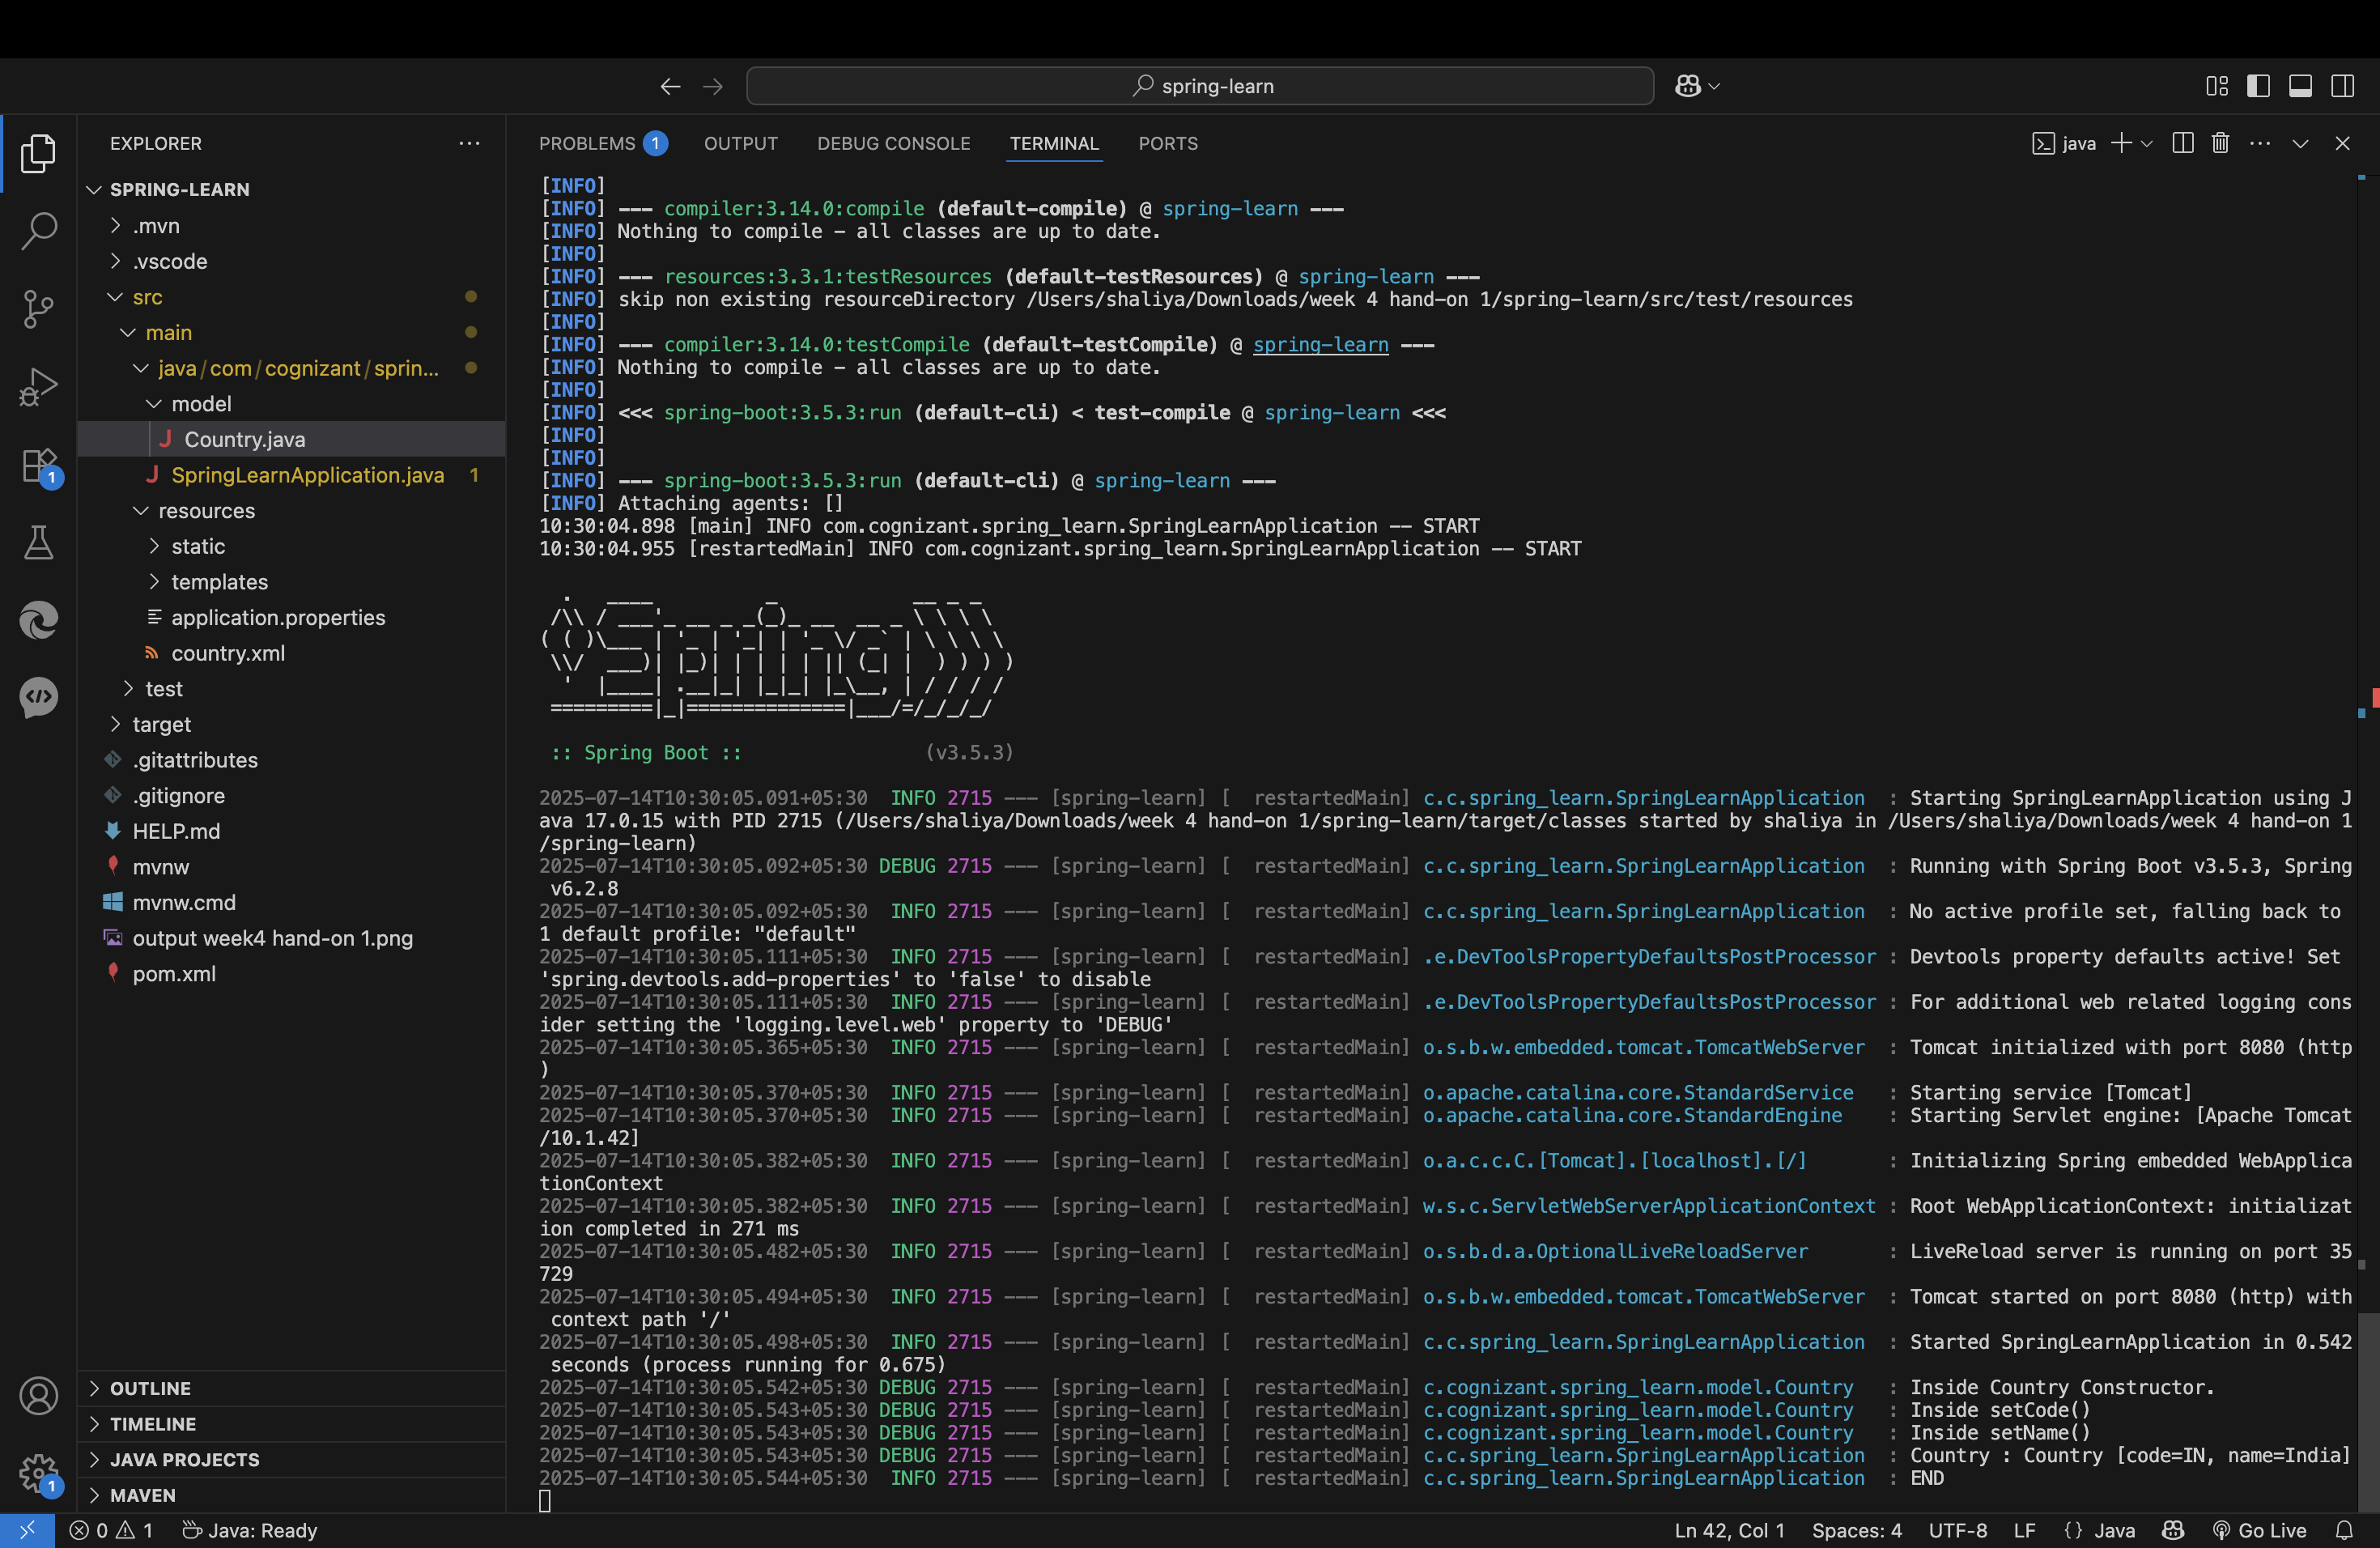 spring-learn
EXPLORER
SPRING-LEARN
.mvn
.vscode
src
main
java/com/cognizant/sprin...
model
Country.java
SpringLearnApplication.java 1
resources
static
templates
application.properties
country.xml
test
target
.gitattributes
.gitignore
HELP.md
mvnw
mvnw.cmd
output week4 hand-on 1.png
pom.xml
OUTLINE
TIMELINE
JAVA PROJECTS
MAVEN
1
1
PROBLEMS 1 OUTPUT DEBUG CONSOLE TERMINAL PORTS
java
[INFO]
[INFO] --- compiler:3.14.0:compile (default-compile) @ spring-learn ---
[INFO] Nothing to compile - all classes are up to date.
[INFO]
[INFO] --- resources:3.3.1:testResources (default-testResources) @ spring-learn ---
[INFO] skip non existing resourceDirectory /Users/shaliya/Downloads/week 4 hand-on 1/spring-learn/src/test/resources
[INFO]
[INFO] --- compiler:3.14.0:testCompile (default-testCompile) @ spring-learn ---
[INFO] Nothing to compile - all classes are up to date.
[INFO]
[INFO] <<< spring-boot:3.5.3:run (default-cli) < test-compile @ spring-learn <<<
[INFO]
[INFO]
[INFO] --- spring-boot:3.5.3:run (default-cli) @ spring-learn ---
[INFO] Attaching agents: []
10:30:04.898 [main] INFO com.cognizant.spring_learn.SpringLearnApplication -- START
10:30:04.955 [restartedMain] INFO com.cognizant.spring_learn.SpringLearnApplication -- START
  .   ____          _            __ _ _
 /\\ / ___'_ __ _ _(_)_ __  __ _ \ \ \ \
( ( )\___ | '_ | '_| | '_ \/ _` | \ \ \ \
 \\/  ___)| |_)| | | | | || (_| |  ) ) ) )
  '  |____| .__|_| |_|_| |_\__, | / / / /
 =========|_|==============|___/=/_/_/_/
 :: Spring Boot ::                (v3.5.3)
2025-07-14T10:30:05.091+05:30  INFO 2715 --- [spring-learn] [  restartedMain] c.c.spring_learn.SpringLearnApplication  : Starting SpringLearnApplication using J
ava 17.0.15 with PID 2715 (/Users/shaliya/Downloads/week 4 hand-on 1/spring-learn/target/classes started by shaliya in /Users/shaliya/Downloads/week 4 hand-on 1
/spring-learn)
2025-07-14T10:30:05.092+05:30 DEBUG 2715 --- [spring-learn] [  restartedMain] c.c.spring_learn.SpringLearnApplication  : Running with Spring Boot v3.5.3, Spring
 v6.2.8
2025-07-14T10:30:05.092+05:30  INFO 2715 --- [spring-learn] [  restartedMain] c.c.spring_learn.SpringLearnApplication  : No active profile set, falling back to
1 default profile: "default"
2025-07-14T10:30:05.111+05:30  INFO 2715 --- [spring-learn] [  restartedMain] .e.DevToolsPropertyDefaultsPostProcessor : Devtools property defaults active! Set
'spring.devtools.add-properties' to 'false' to disable
2025-07-14T10:30:05.111+05:30  INFO 2715 --- [spring-learn] [  restartedMain] .e.DevToolsPropertyDefaultsPostProcessor : For additional web related logging cons
ider setting the 'logging.level.web' property to 'DEBUG'
2025-07-14T10:30:05.365+05:30  INFO 2715 --- [spring-learn] [  restartedMain] o.s.b.w.embedded.tomcat.TomcatWebServer  : Tomcat initialized with port 8080 (http
)
2025-07-14T10:30:05.370+05:30  INFO 2715 --- [spring-learn] [  restartedMain] o.apache.catalina.core.StandardService   : Starting service [Tomcat]
2025-07-14T10:30:05.370+05:30  INFO 2715 --- [spring-learn] [  restartedMain] o.apache.catalina.core.StandardEngine    : Starting Servlet engine: [Apache Tomcat
/10.1.42]
2025-07-14T10:30:05.382+05:30  INFO 2715 --- [spring-learn] [  restartedMain] o.a.c.c.C.[Tomcat].[localhost].[/]       : Initializing Spring embedded WebApplica
tionContext
2025-07-14T10:30:05.382+05:30  INFO 2715 --- [spring-learn] [  restartedMain] w.s.c.ServletWebServerApplicationContext : Root WebApplicationContext: initializat
ion completed in 271 ms
2025-07-14T10:30:05.482+05:30  INFO 2715 --- [spring-learn] [  restartedMain] o.s.b.d.a.OptionalLiveReloadServer       : LiveReload server is running on port 35
729
2025-07-14T10:30:05.494+05:30  INFO 2715 --- [spring-learn] [  restartedMain] o.s.b.w.embedded.tomcat.TomcatWebServer  : Tomcat started on port 8080 (http) with
 context path '/'
2025-07-14T10:30:05.498+05:30  INFO 2715 --- [spring-learn] [  restartedMain] c.c.spring_learn.SpringLearnApplication  : Started SpringLearnApplication in 0.542
 seconds (process running for 0.675)
2025-07-14T10:30:05.542+05:30 DEBUG 2715 --- [spring-learn] [  restartedMain] c.cognizant.spring_learn.model.Country   : Inside Country Constructor.
2025-07-14T10:30:05.543+05:30 DEBUG 2715 --- [spring-learn] [  restartedMain] c.cognizant.spring_learn.model.Country   : Inside setCode()
2025-07-14T10:30:05.543+05:30 DEBUG 2715 --- [spring-learn] [  restartedMain] c.cognizant.spring_learn.model.Country   : Inside setName()
2025-07-14T10:30:05.543+05:30 DEBUG 2715 --- [spring-learn] [  restartedMain] c.c.spring_learn.SpringLearnApplication  : Country : Country [code=IN, name=India]
2025-07-14T10:30:05.544+05:30  INFO 2715 --- [spring-learn] [  restartedMain] c.c.spring_learn.SpringLearnApplication  : END
0 1 Java: Ready Ln 42, Col 1 Spaces: 4 UTF-8 LF {} Java Go Live